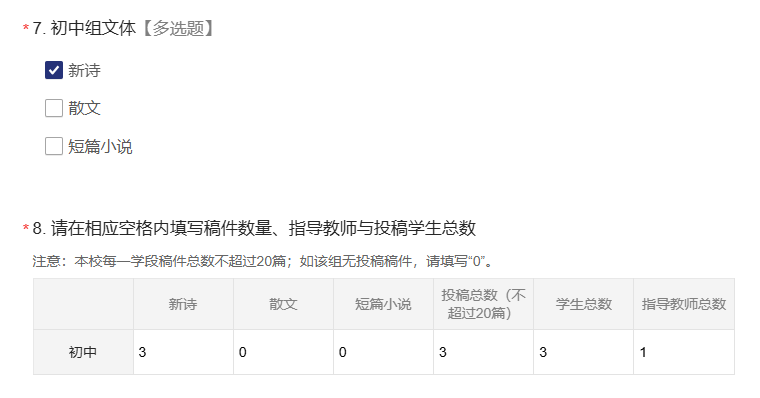 *7. 初中组文体【多选题】
新诗
散文
短篇小说
*8. 请在相应空格内填写稿件数量、指导教师与投稿学生总数
注意：本校每一学段稿件总数不超过20篇；如该组无投稿稿件，请填写“0”。
新诗 散文 短篇小说 投稿总数（不超过20篇） 学生总数 指导教师总数
初中 3 0 0 3 3 1